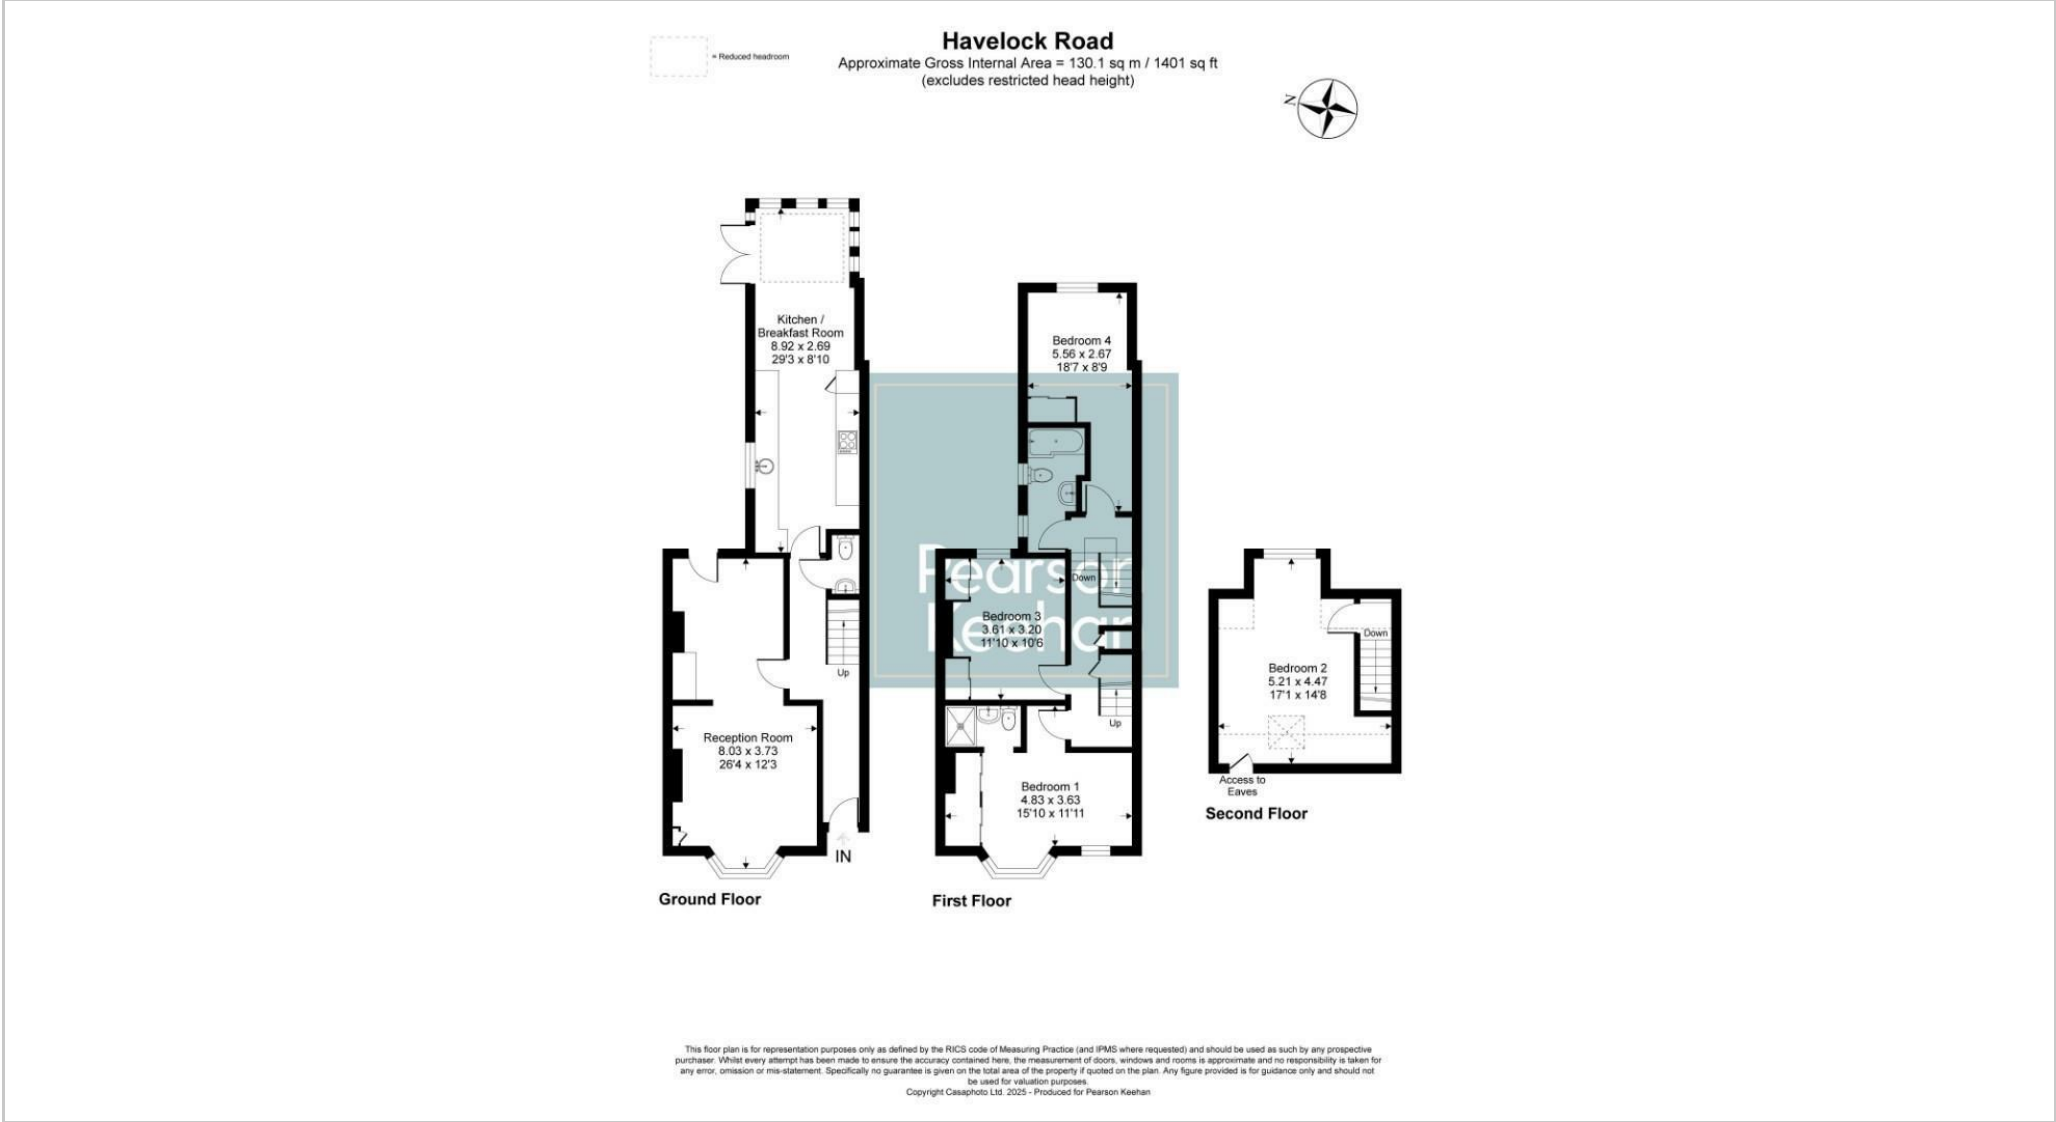 = Reduced headroom
Havelock Road
Approximate Gross Internal Area = 130.1 sq m / 1401 sq ft
(excludes restricted head height)
N
Kitchen /
Breakfast Room
8.92 x 2.69
29'3 x 8'10
Up
Reception Room
8.03 x 3.73
26'4 x 12'3
IN
Ground Floor
Bedroom 4
5.56 x 2.67
18'7 x 8'9
Pearson
Keehan
Down
Bedroom 3
3.61 x 3.20
11'10 x 10'6
Up
Bedroom 1
4.83 x 3.63
15'10 x 11'11
First Floor
Down
Bedroom 2
5.21 x 4.47
17'1 x 14'8
Access to
Eaves
Second Floor
This floor plan is for representation purposes only as defined by the RICS code of Measuring Practice (and IPMS where requested) and should be used as such by any prospective
purchaser. Whilst every attempt has been made to ensure the accuracy contained here, the measurement of doors, windows and rooms is approximate and no responsibility is taken for
any error, omission or mis-statement. Specifically no guarantee is given on the total area of the property if quoted on the plan. Any figure provided is for guidance only and should not
be used for valuation purposes.
Copyright Casaphoto Ltd. 2025 - Produced for Pearson Keehan